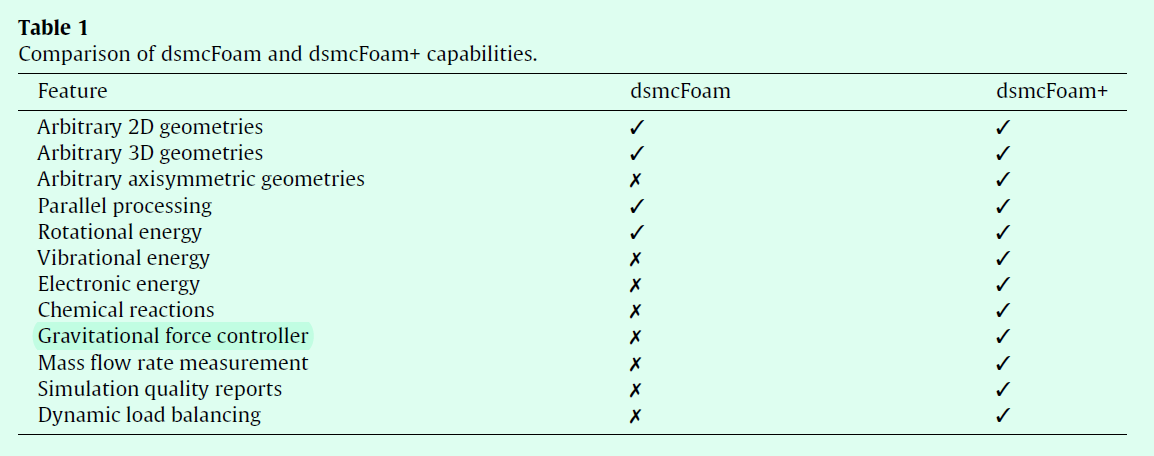 Table 1
Comparison of dsmcFoam and dsmcFoam+ capabilities.
Feature dsmcFoam dsmcFoam+
Arbitrary 2D geometries ✓ ✓
Arbitrary 3D geometries ✓ ✓
Arbitrary axisymmetric geometries ✗ ✓
Parallel processing ✓ ✓
Rotational energy ✓ ✓
Vibrational energy ✗ ✓
Electronic energy ✗ ✓
Chemical reactions ✗ ✓
Gravitational force controller ✗ ✓
Mass flow rate measurement ✗ ✓
Simulation quality reports ✗ ✓
Dynamic load balancing ✗ ✓